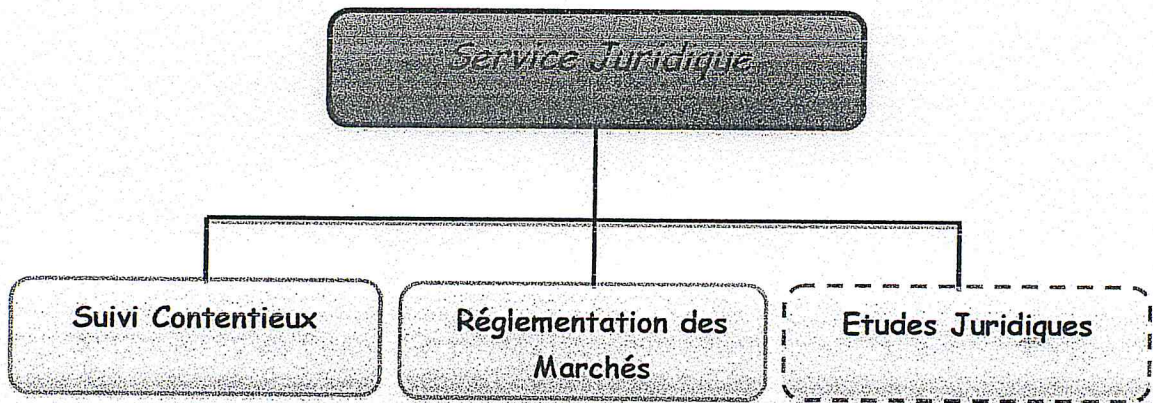 Service Juridique
Suivi Contentieux
Réglementation des
Marchés
Etudes Juridiques